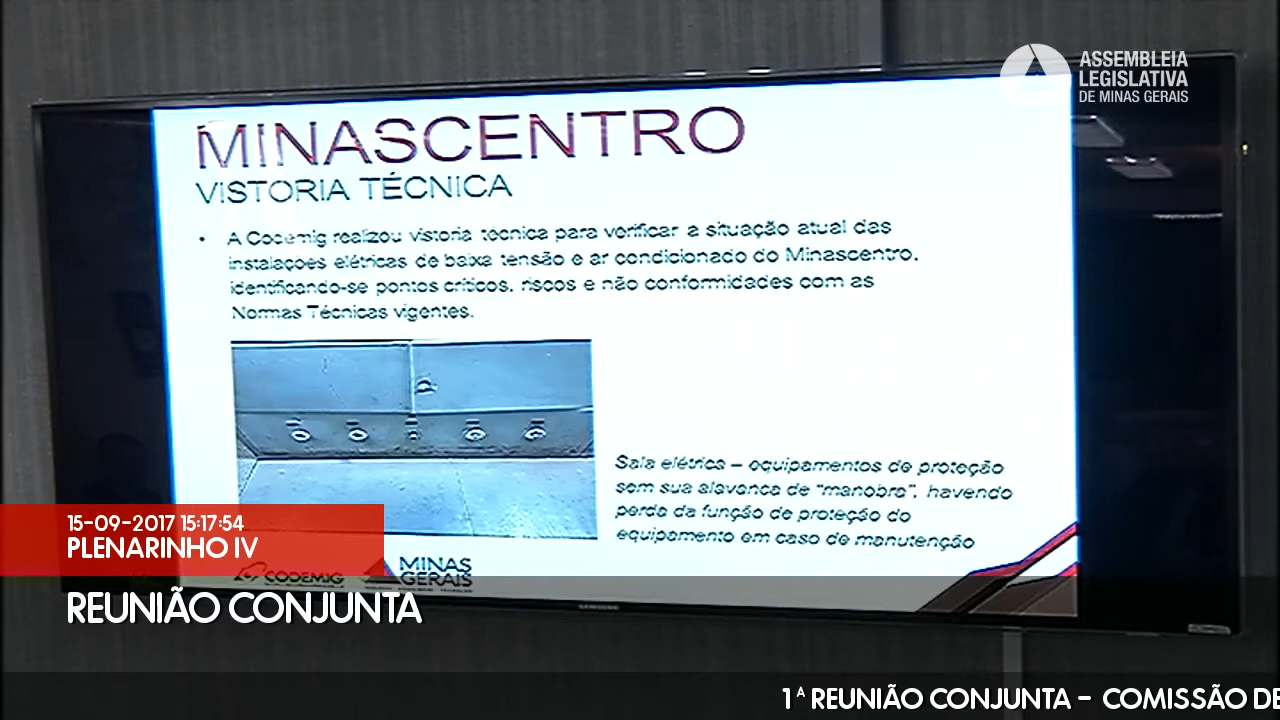 ASSEMBLEIA
LEGISLATIVA
DE MINAS GERAIS
MINASCENTRO
VISTORIA TÉCNICA
• A Codemig realizou vistoria técnica para verificar a situação atual das
instalações elétricas de baixa tensão e ar condicionado do Minascentro,
identificando-se pontos críticos, riscos e não conformidades com as
Normas Técnicas vigentes.
Sala elétrica – equipamentos de proteção
sem sua alavanca de "manobra", havendo
perda da função de proteção do
equipamento em caso de manutenção
15-09-2017 15:17:54
PLENARINHO IV
CODEMIG
MINAS
GERAIS
SAMSUNG
REUNIÃO CONJUNTA
1ª REUNIÃO CONJUNTA - COMISSÃO DE